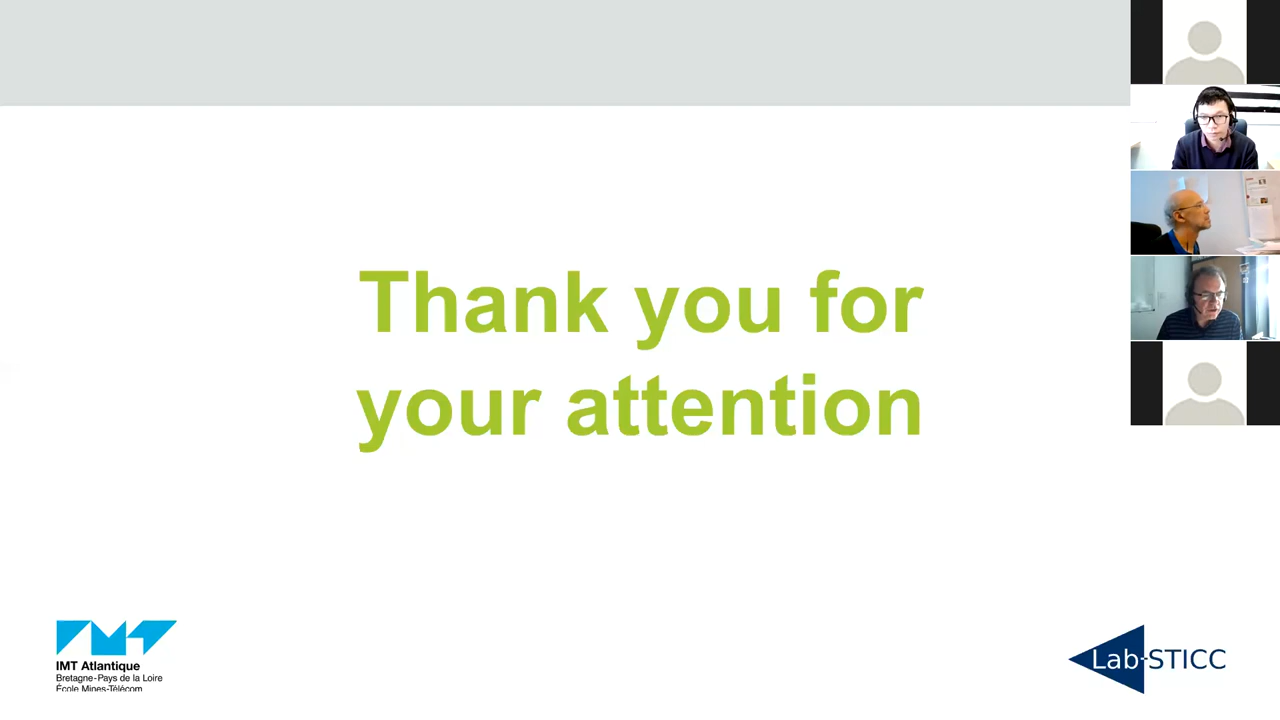 Thank you for
your attention
IMT Atlantique
Bretagne-Pays de la Loire
École Mines-Télécom
Lab-STICC